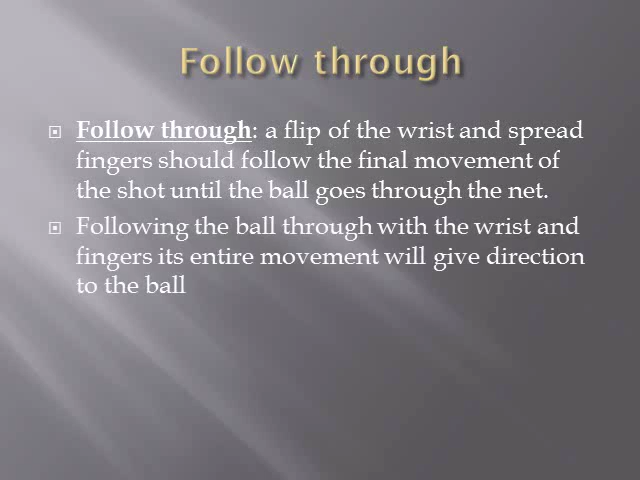 Follow through
Follow through: a flip of the wrist and spread
fingers should follow the final movement of
the shot until the ball goes through the net.
Following the ball through with the wrist and
fingers its entire movement will give direction
to the ball